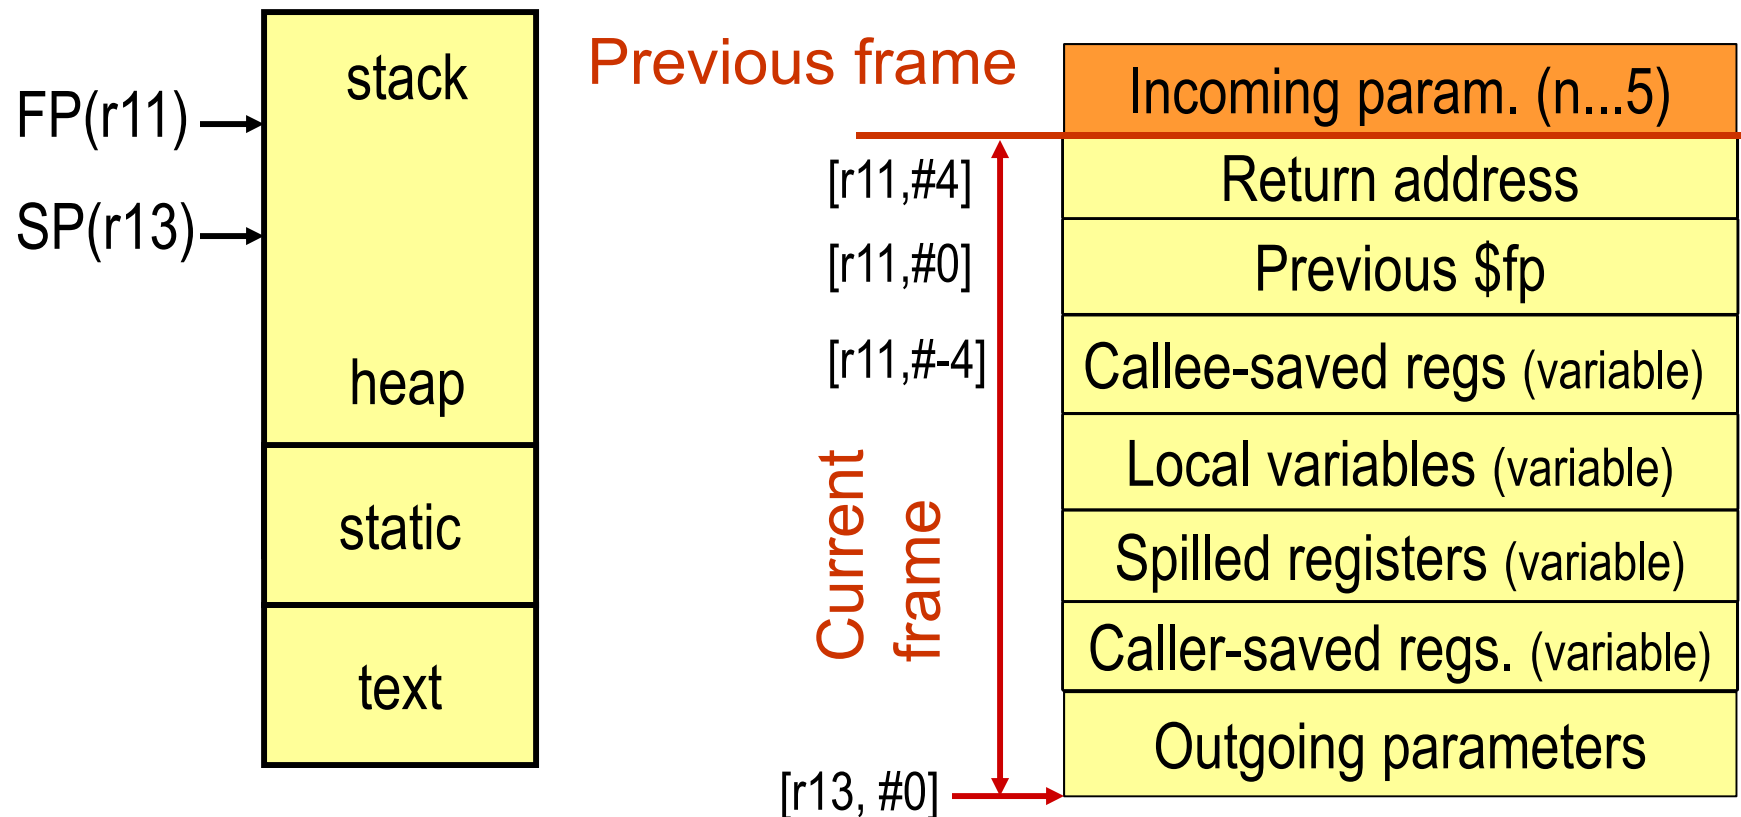 stack
FP(r11)
SP(r13)
heap
static
text
Previous frame
Incoming param. (n...5)
[r11,#4]
Return address
[r11,#0]
Previous $fp
[r11,#-4]
Callee-saved regs (variable)
Local variables (variable)
Spilled registers (variable)
Caller-saved regs. (variable)
Outgoing parameters
Current
frame
[r13, #0]